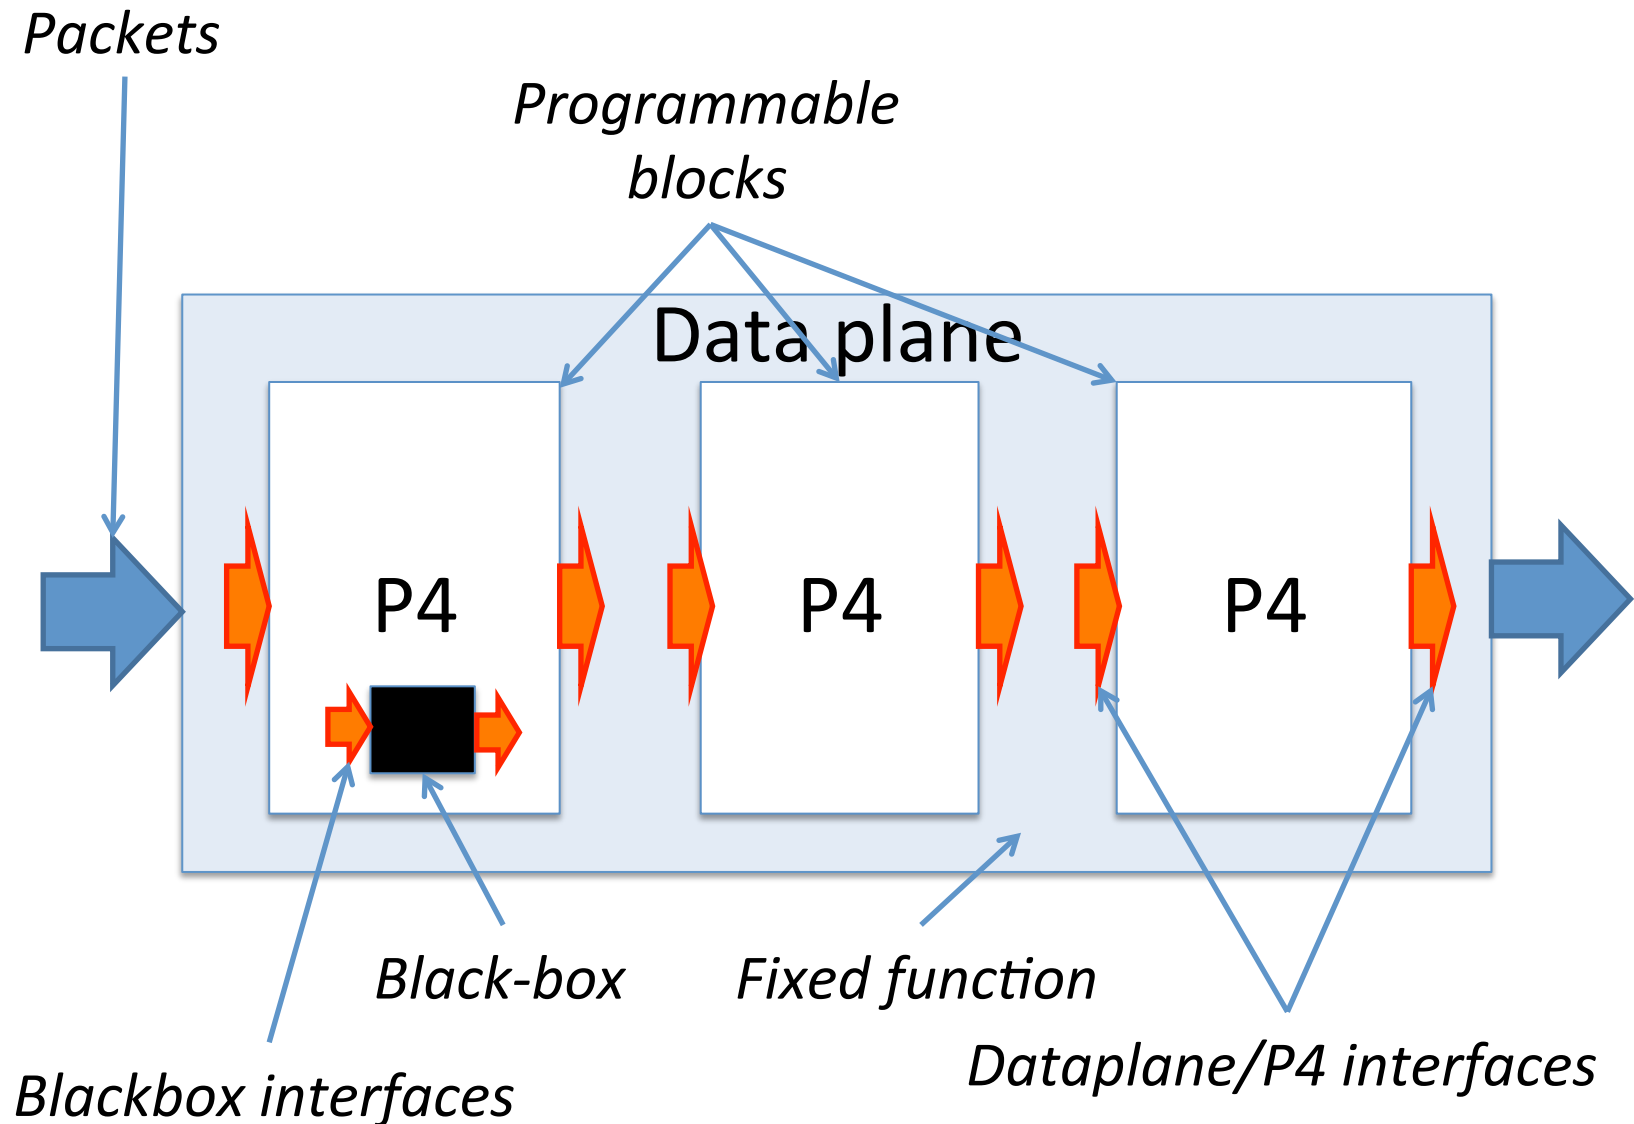 Packets
Programmable
blocks
Data plane
P4
P4
P4
Black-box
Fixed function
Dataplane/P4 interfaces
Blackbox interfaces